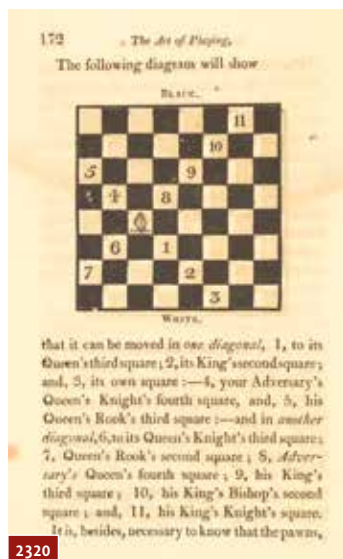 172
The Art of Playing,
The following diagram will show
BLACK.
11
10
5 9
4 8
6 1
7 2
3
WHITE.
that it can be moved in one diagonal, 1, to its
Queen's third square; 2, its King's second square;
and, 3, its own square :—4, your Adversary's
Queen's Knight's fourth square, and, 5, his
Queen's Rook's third square :—and in another
diagonal, 6, to its Queen's Knight's third square;
7, Queen's Rook's second square; 8, Adver-
sary's Queen's fourth square; 9, his King's
third square; 10, his King's Bishop's second
square; and, 11, his King's Knight's square.
It is, besides, necessary to know that the pawns,
2320